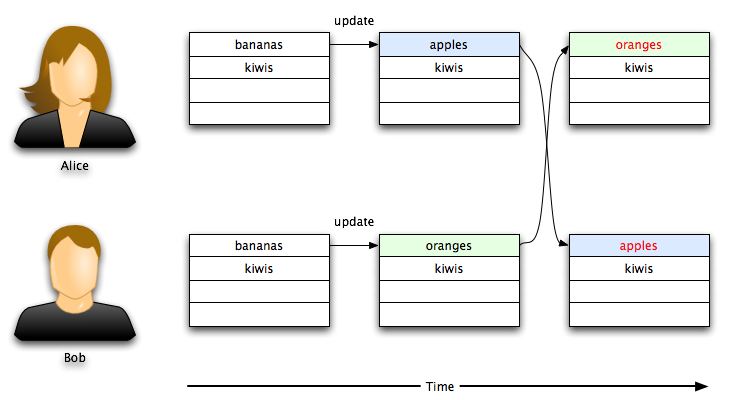 update
bananas
apples
oranges
kiwis
kiwis
kiwis
Alice
update
bananas
oranges
apples
kiwis
kiwis
kiwis
Bob
Time